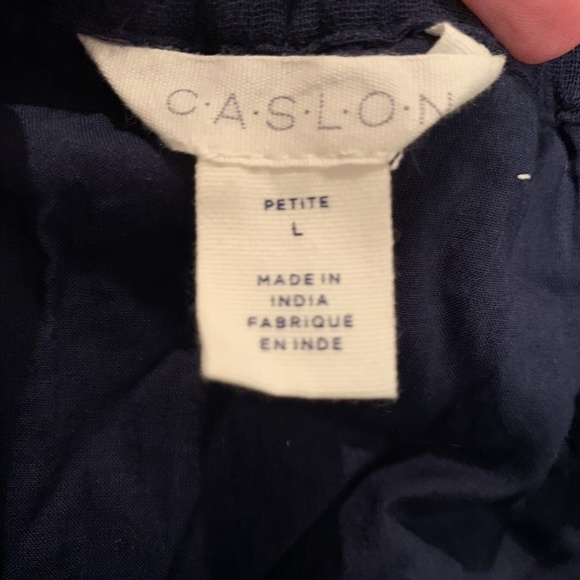 C·A·S·L·O·N
PETITE
L
MADE IN
INDIA
FABRIQUE
EN INDE